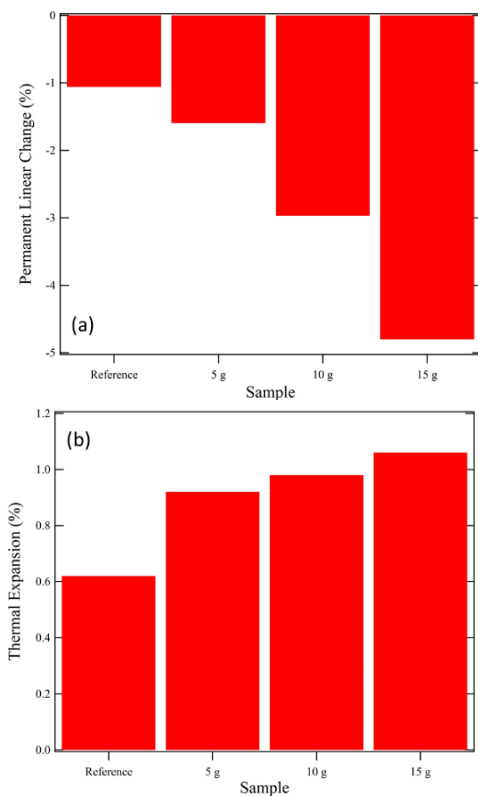 0
-1
-2
-3
-4
-5
Permanent Linear Change (%)
(a)
Reference 5 g 10 g 15 g
Sample
1.2
1.0
0.8
0.6
0.4
0.2
0.0
Thermal Expansion (%)
(b)
Reference 5 g 10 g 15 g
Sample